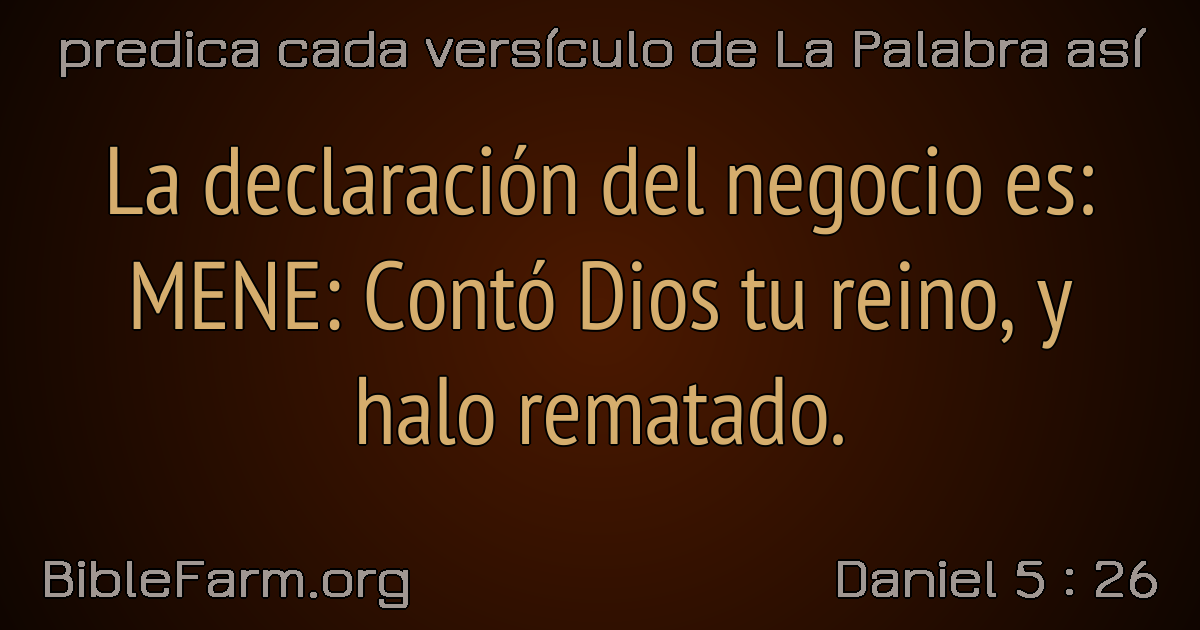 predica cada versículo de La Palabra así
La declaración del negocio es:
MENE: Contó Dios tu reino, y
halo rematado.
BibleFarm.org
Daniel 5 : 26